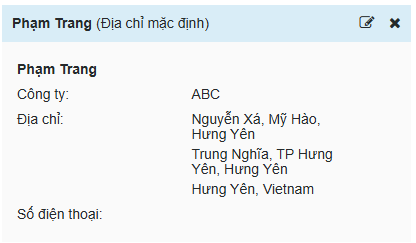 Phạm Trang (Địa chỉ mặc định)
Phạm Trang
Công ty: ABC
Địa chỉ: Nguyễn Xá, Mỹ Hào,
Hưng Yên
Trung Nghĩa, TP Hưng
Yên, Hưng Yên
Hưng Yên, Vietnam
Số điện thoại: